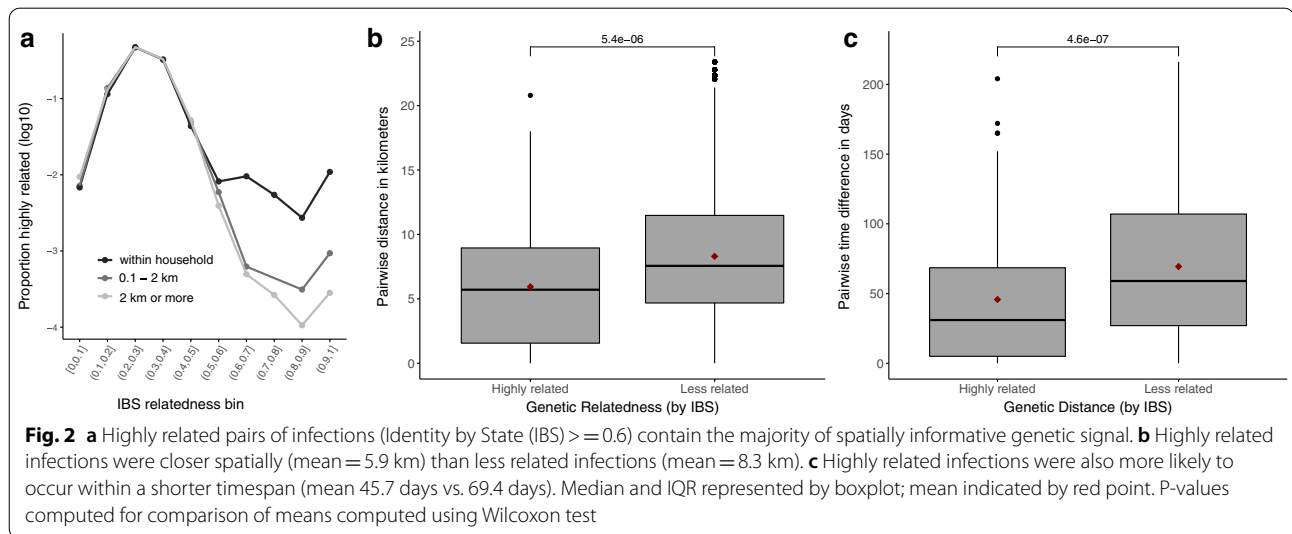 a
Proportion highly related (log10)
−1
−2
−3
−4
within household
0.1 − 2 km
2 km or more
[0,0.1]
(0.1,0.2]
(0.2,0.3]
(0.3,0.4]
(0.4,0.5]
(0.5,0.6]
(0.6,0.7]
(0.7,0.8]
(0.8,0.9]
(0.9,1]
IBS relatedness bin
b
Pairwise distance in kilometers
25
20
15
10
5
0
5.4e−06
Highly related
Less related
Genetic Relatedness (by IBS)
c
Pairwise time difference in days
200
150
100
50
0
4.6e−07
Highly related
Less related
Genetic Distance (by IBS)
Fig. 2 a Highly related pairs of infections (Identity by State (IBS) > = 0.6) contain the majority of spatially informative genetic signal. b Highly related
infections were closer spatially (mean = 5.9 km) than less related infections (mean = 8.3 km). c Highly related infections were also more likely to
occur within a shorter timespan (mean 45.7 days vs. 69.4 days). Median and IQR represented by boxplot; mean indicated by red point. P-values
computed for comparison of means computed using Wilcoxon test